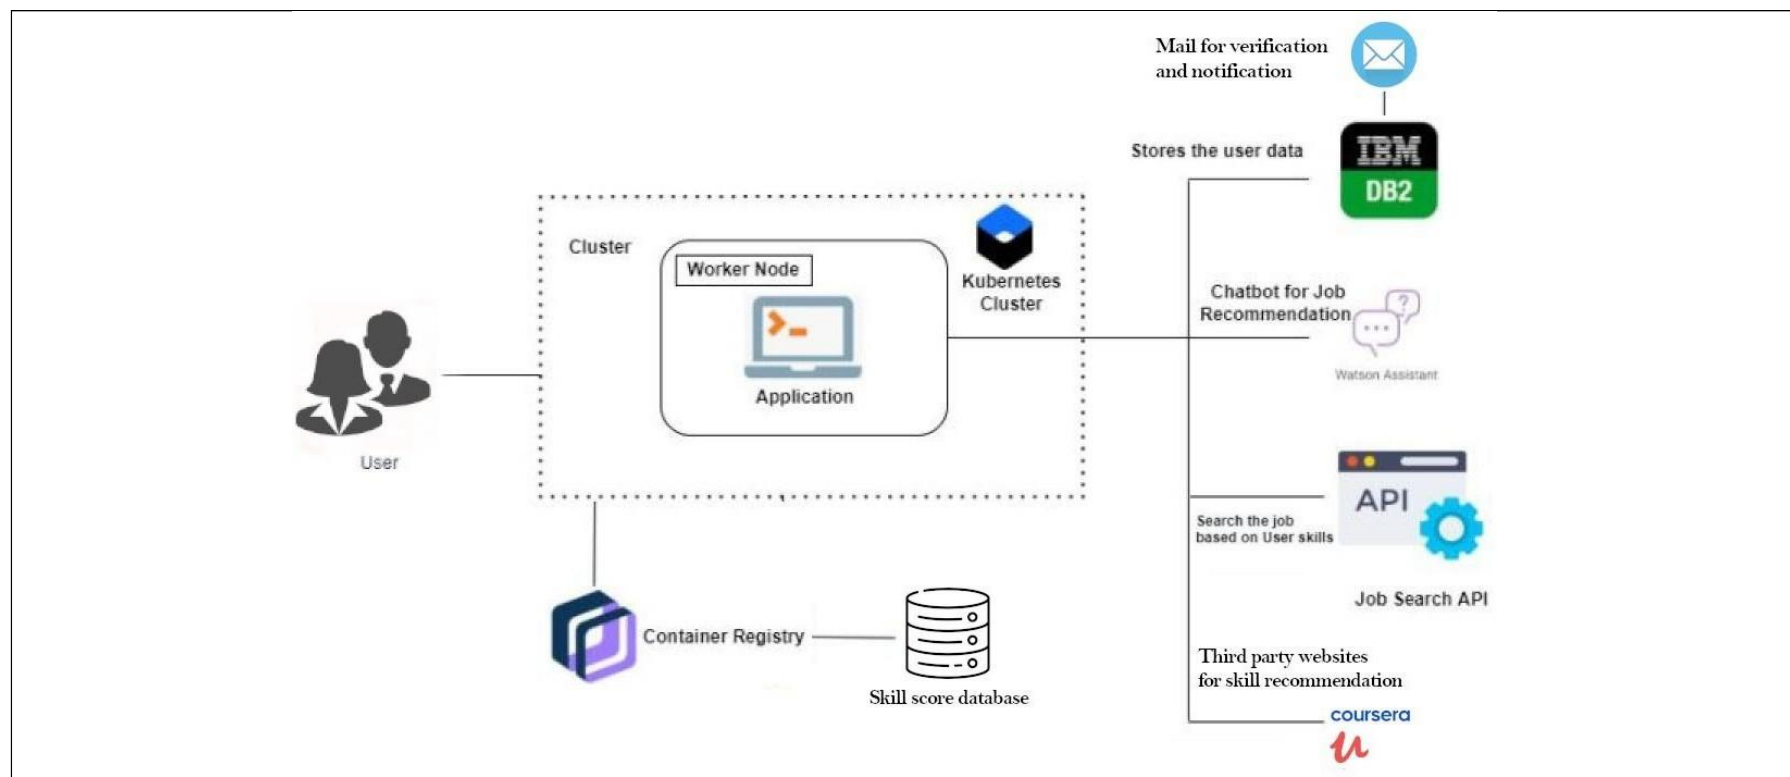 Mail for verification
and notification
IBM
DB2
Stores the user data
Cluster
Worker Node
Kubernetes
Cluster
Application
Chatbot for Job
Recommendation
?
Watson Assistant
User
API
Search the job
based on User skills
Job Search API
Container Registry
Skill score database
Third party websites
for skill recommendation
coursera
u